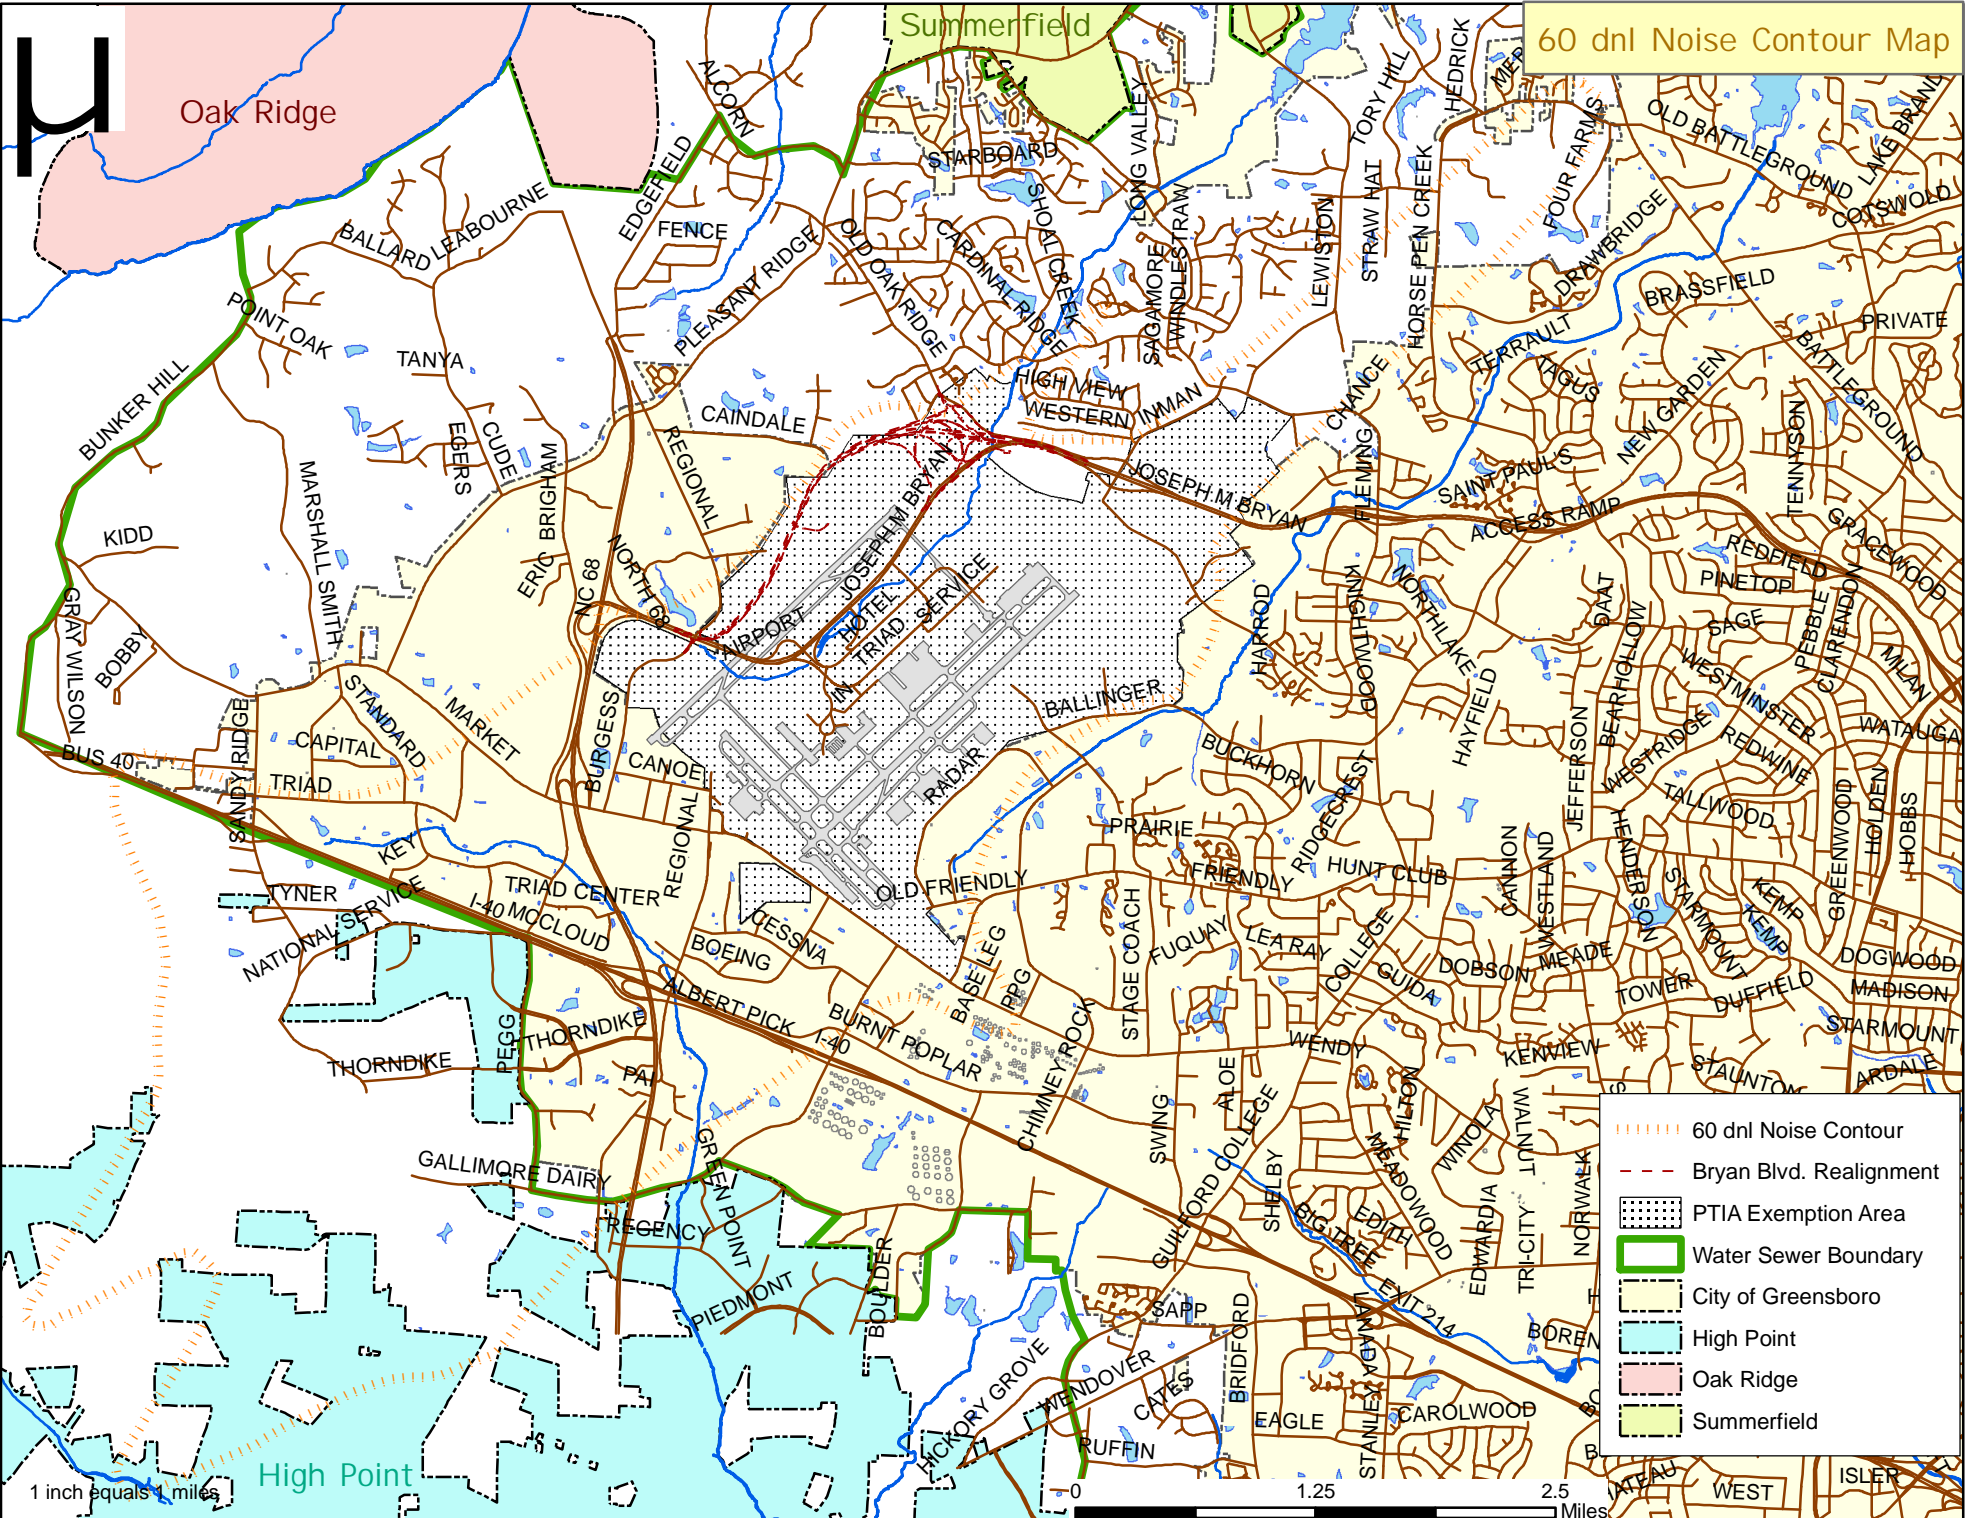 60 dnl Noise Contour Map
µ
Oak Ridge
Summerfield
ALCORN
EDGEFIELD
FENCE
LEABOURNE
BALLARD
POINT OAK
TANYA
BUNKER HILL
PLEASANT RIDGE
OLD OAK RIDGE
STARBOARD
CARDINAL RIDGE
SHOAL CREEK
LONG VALLEY
SAGAMORE
WINDLESTRAW
LEWISTON
STRAW HAT
TORY HILL
HEDRICK
HORSE PEN CREEK
FOUR FARMS
DRAWBRIDGE
OLD BATTLEGROUND
LAKE BRAND
COTSWOLD
BRASSFIELD
PRIVATE
BATTLEGROUND
TERRAULT
TAGUS
NEW GARDEN
TENNYSON
HIGH VIEW
WESTERN
INMAN
CHANCE
FLEMING
CAINDALE
REGIONAL
EGERS
CUDE
ERIC
BRIGHAM
MARSHALL SMITH
KIDD
GRAY WILSON
BOBBY
NC 68
NORTH 68
JOSEPH M BRYAN
JOSEPH M BRYAN
AIRPORT
HOTEL
TRIAD
SERVICE
IN
SAINT PAUL'S
ACCESS RAMP
GRACEWOOD
REDFIELD
PINETOP
SAGE
PEBBLE
CLARENDON
MILAN
DAAT
BEARHOLLOW
WESTMINSTER
WESTRIDGE
REDWINE
WATAUGA
TALLWOOD
HARROD
KNIGHTWOOD
NORTHLAKE
HAYFIELD
JEFFERSON
BALLINGER
RADAR
BUCKHORN
RIDGECREST
STANDARD
MARKET
CAPITAL
SANDY RIDGE
TRIAD
BUS 40
BURGESS
CANOE
REGIONAL
KEY
TYNER
NATIONAL SERVICE
TRIAD CENTER
I-40
MCCLOUD
PRAIRIE
FRIENDLY
HUNT CLUB
CANNON
WESTLAND
HENDERSON
STARMOUNT
KEMP
KEMP
GREENWOOD
HOLDEN
HOBBS
OLD FRIENDLY
CESSNA
BOEING
STAGE COACH
FUQUAY
LEA RAY
COLLEGE
GUIDA
DOBSON
MEADE
TOWER
DUFFIELD
DOGWOOD
MADISON
STARMOUNT
ARDALE
BASE LEG
PPG
ALBERT PICK
I-40
BURNT POPLAR
CHIMNEY ROCK
WENDY
KENVIEW
STAUNTON
PEGG
THORNDIKE
THORNDIKE
PAI
SWING
ALOE
GUILFORD COLLEGE
SHELBY
HILTON
MEADOWOOD
WINOLA
WALNUT
GALLIMORE DAIRY
REGENCY
GREEN POINT
PIEDMONT
BOULDER
BIG TREE
EDITH
EDWARDIA
TRI-CITY
NORWALK
EXIT 214
SAPP
BRIDFORD
LANADA
BOREN
HICKORY GROVE
WENDOVER
CATES
RUFFIN
EAGLE
STANLEY
CAROLWOOD
WEST
ISLER
High Point
1 inch equals 1 miles
0 1.25 2.5
Miles
60 dnl Noise Contour
Bryan Blvd. Realignment
PTIA Exemption Area
Water Sewer Boundary
City of Greensboro
High Point
Oak Ridge
Summerfield